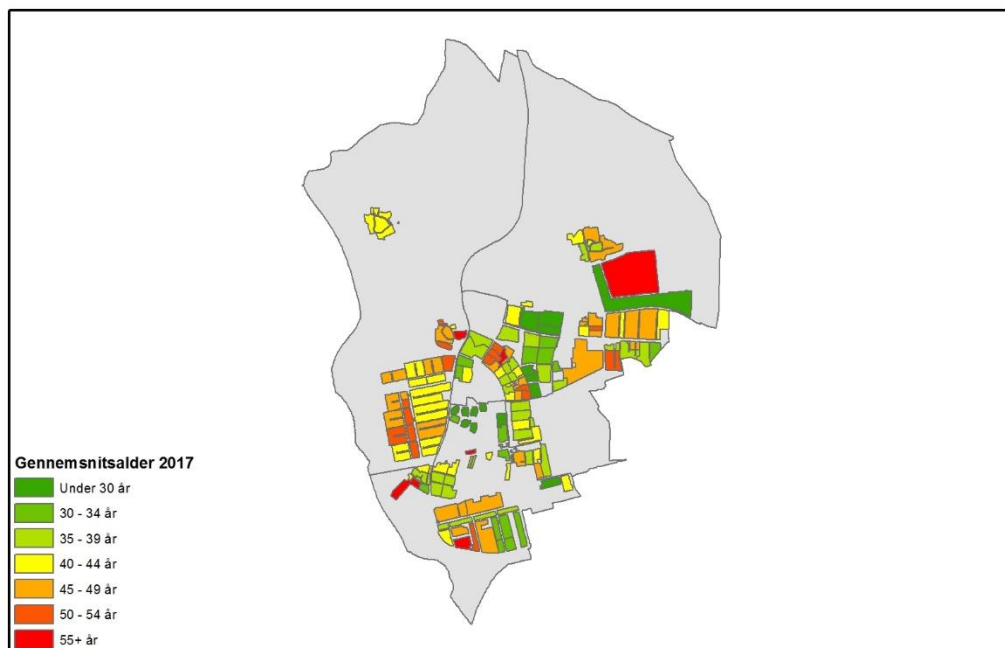 Gennemsnitsalder 2017
Under 30 år
30 - 34 år
35 - 39 år
40 - 44 år
45 - 49 år
50 - 54 år
55+ år